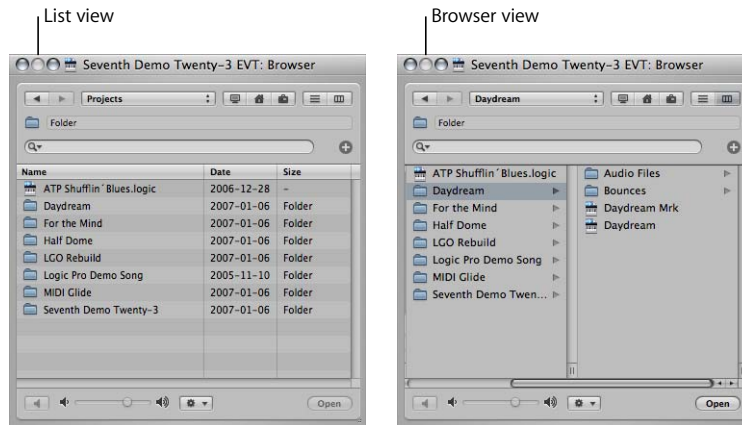 List view
Seventh Demo Twenty-3 EVT: Browser
Projects
Folder
Name Date Size
ATP Shufflin´Blues.logic 2006-12-28 –
Daydream 2007-01-06 Folder
For the Mind 2007-01-06 Folder
Half Dome 2007-01-06 Folder
LGO Rebuild 2007-01-06 Folder
Logic Pro Demo Song 2005-11-10 Folder
MIDI Glide 2007-01-06 Folder
Seventh Demo Twenty-3 2007-01-06 Folder
Open
Browser view
Seventh Demo Twenty-3 EVT: Browser
Daydream
Folder
ATP Shufflin´Blues.logic
Daydream
For the Mind
Half Dome
LGO Rebuild
Logic Pro Demo Song
MIDI Glide
Seventh Demo Twen...
Audio Files
Bounces
Daydream Mrk
Daydream
Open